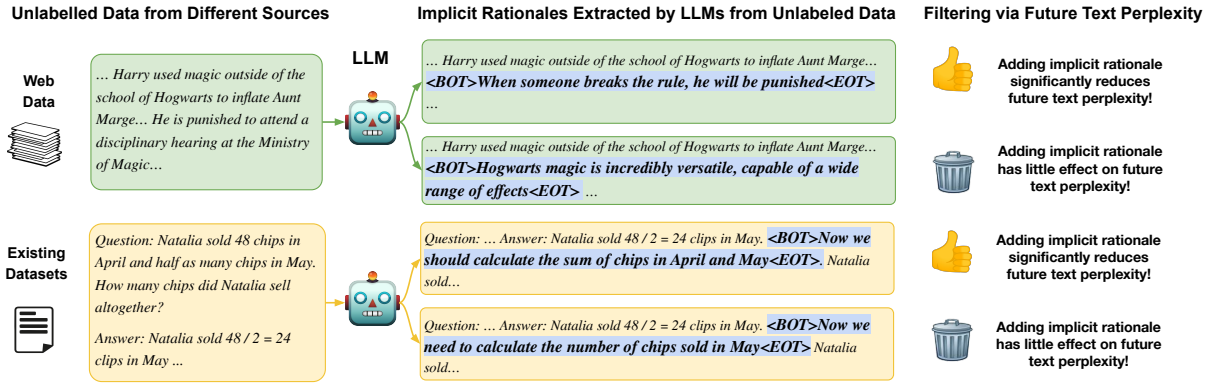 Unlabelled Data from Different Sources
Implicit Rationales Extracted by LLMs from Unlabeled Data
Filtering via Future Text Perplexity
Web
Data
… Harry used magic outside of the
school of Hogwarts to inflate Aunt
Marge… He is punished to attend a
disciplinary hearing at the Ministry
of Magic…
LLM
… Harry used magic outside of the school of Hogwarts to inflate Aunt Marge…
<BOT>When someone breaks the rule, he will be punished<EOT>
…
Adding implicit rationale
significantly reduces
future text perplexity!
… Harry used magic outside of the school of Hogwarts to inflate Aunt Marge…
<BOT>Hogwarts magic is incredibly versatile, capable of a wide
range of effects<EOT> …
Adding implicit rationale
has little effect on future
text perplexity!
Existing
Datasets
Question: Natalia sold 48 chips in
April and half as many chips in May.
How many chips did Natalia sell
altogether?
Answer: Natalia sold 48 / 2 = 24
clips in May ...
Question: … Answer: Natalia sold 48 / 2 = 24 clips in May. <BOT>Now we
should calculate the sum of chips in April and May<EOT>. Natalia
sold…
Adding implicit rationale
significantly reduces
future text perplexity!
Question: … Answer: Natalia sold 48 / 2 = 24 clips in May. <BOT>Now we
need to calculate the number of chips sold in May<EOT> Natalia
sold…
Adding implicit rationale
has little effect on future
text perplexity!